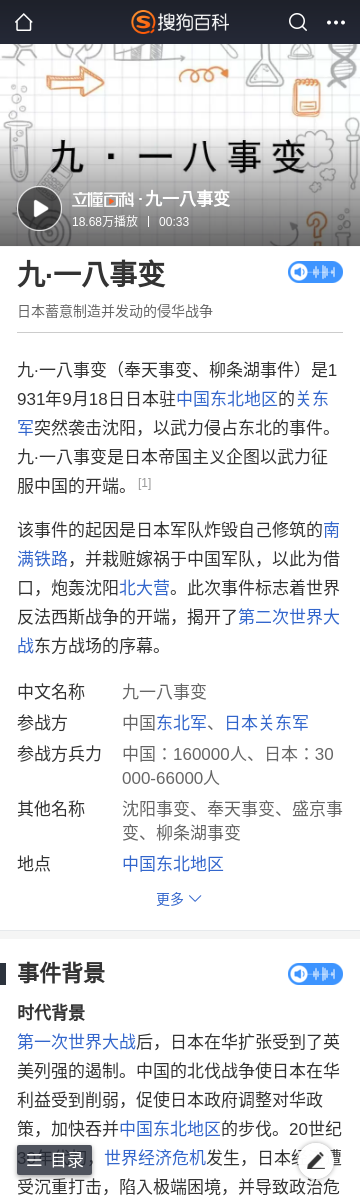 搜狗百科
九·一八事变
立懂百科·九一八事变
18.68万播放 | 00:33
九·一八事变
日本蓄意制造并发动的侵华战争
九·一八事变（奉天事变、柳条湖事件）是1
931年9月18日日本驻中国东北地区的关东
军突然袭击沈阳，以武力侵占东北的事件。
九·一八事变是日本帝国主义企图以武力征
服中国的开端。[1]
该事件的起因是日本军队炸毁自己修筑的南
满铁路，并栽赃嫁祸于中国军队，以此为借
口，炮轰沈阳北大营。此次事件标志着世界
反法西斯战争的开端，揭开了第二次世界大
战东方战场的序幕。
中文名称 九一八事变
参战方 中国东北军、日本关东军
参战方兵力 中国：160000人、日本：30
000-66000人
其他名称 沈阳事变、奉天事变、盛京事
变、柳条湖事变
地点 中国东北地区
更多
事件背景
时代背景
第一次世界大战后，日本在华扩张受到了英
美列强的遏制。中国的北伐战争使日本在华
利益受到削弱，促使日本政府调整对华政
策，加快吞并中国东北地区的步伐。20世纪
，世界经济危机发生，日本经遭
目录
受沉重打击，陷入极端困境，并导致政治危